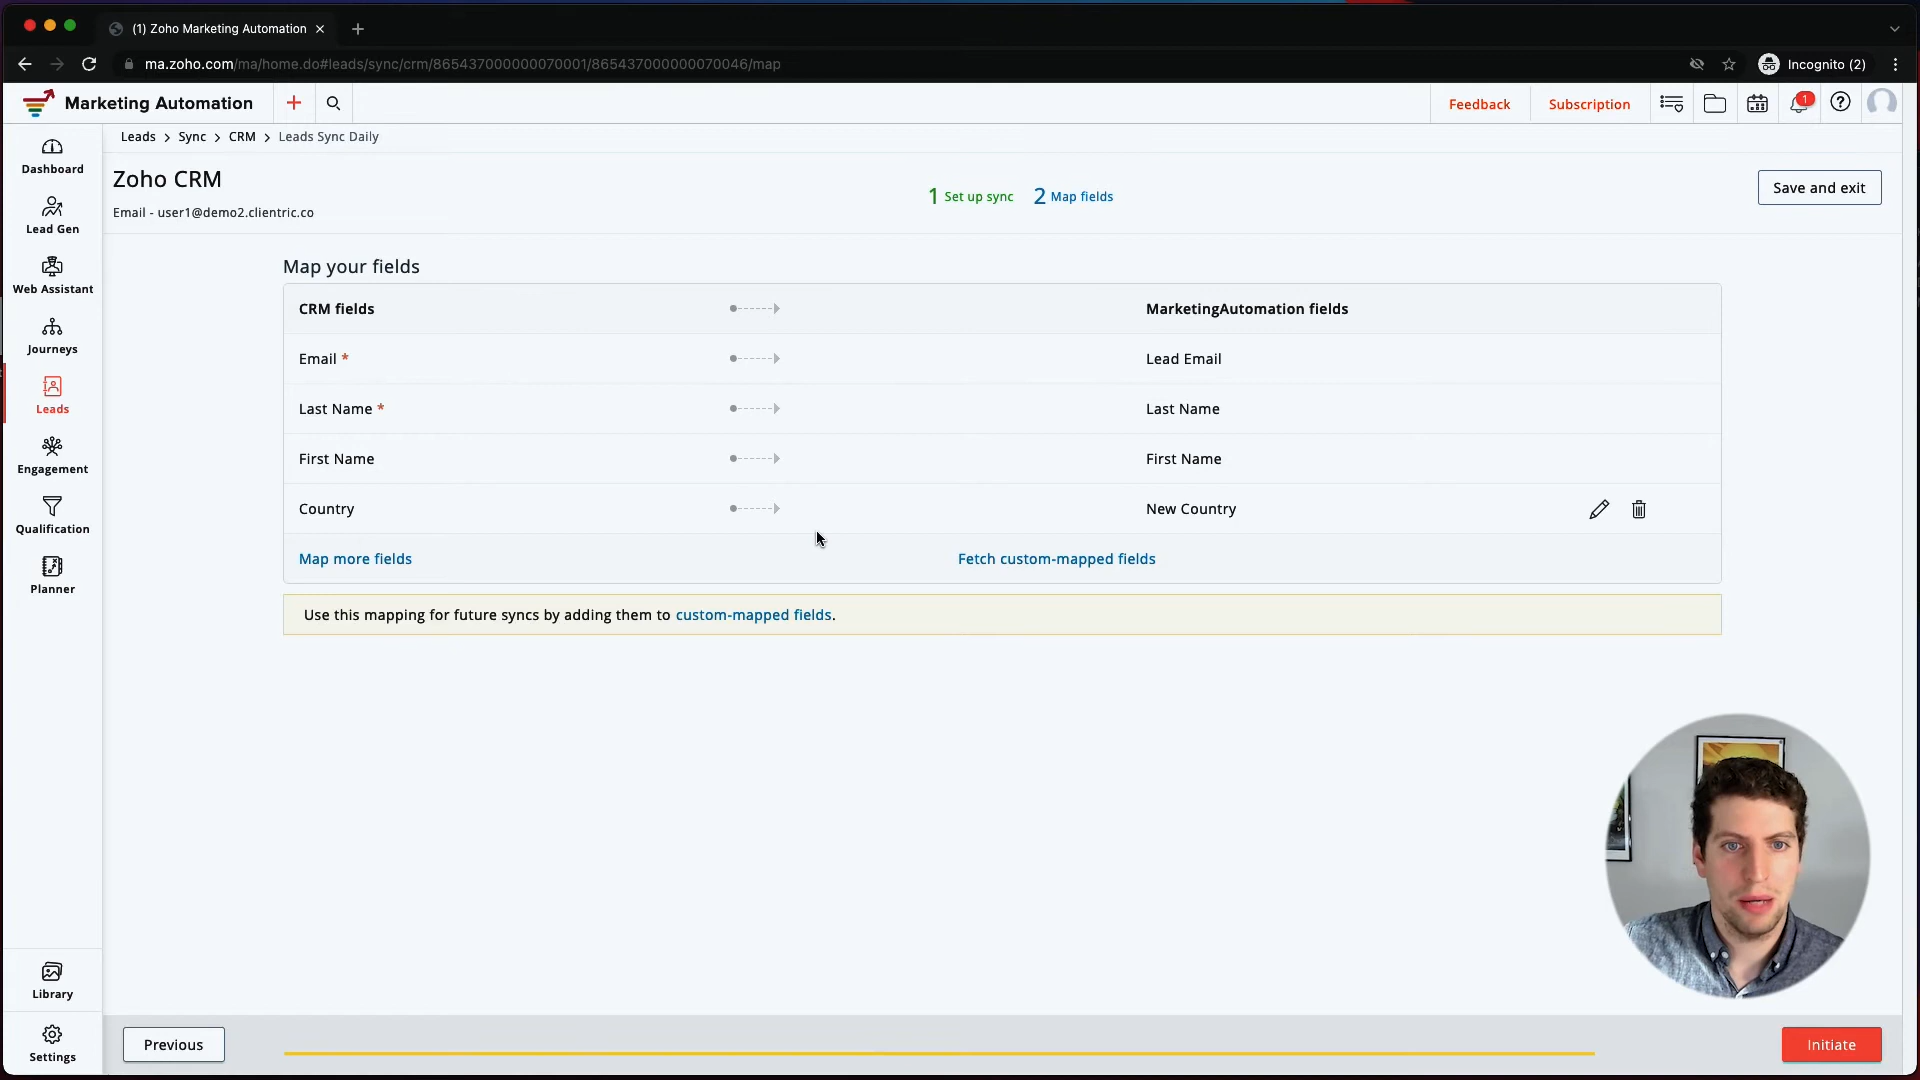 (1) Zoho Marketing Automation
ma.zoho.com/ma/home.do#leads/sync/crm/865437000000070001/865437000000070046/map
Incognito (2)
Marketing Automation
Feedback
Subscription
1
Leads > Sync > CRM > Leads Sync Daily
Dashboard
Lead Gen
Web Assistant
Journeys
Leads
Engagement
Qualification
Planner
Library
Settings
Zoho CRM
Email - user1@demo2.clientric.co
1 Set up sync
2 Map fields
Save and exit
Map your fields
CRM fields
MarketingAutomation fields
Email *
Lead Email
Last Name *
Last Name
First Name
First Name
Country
New Country
Map more fields
Fetch custom-mapped fields
Use this mapping for future syncs by adding them to custom-mapped fields.
Previous
Initiate